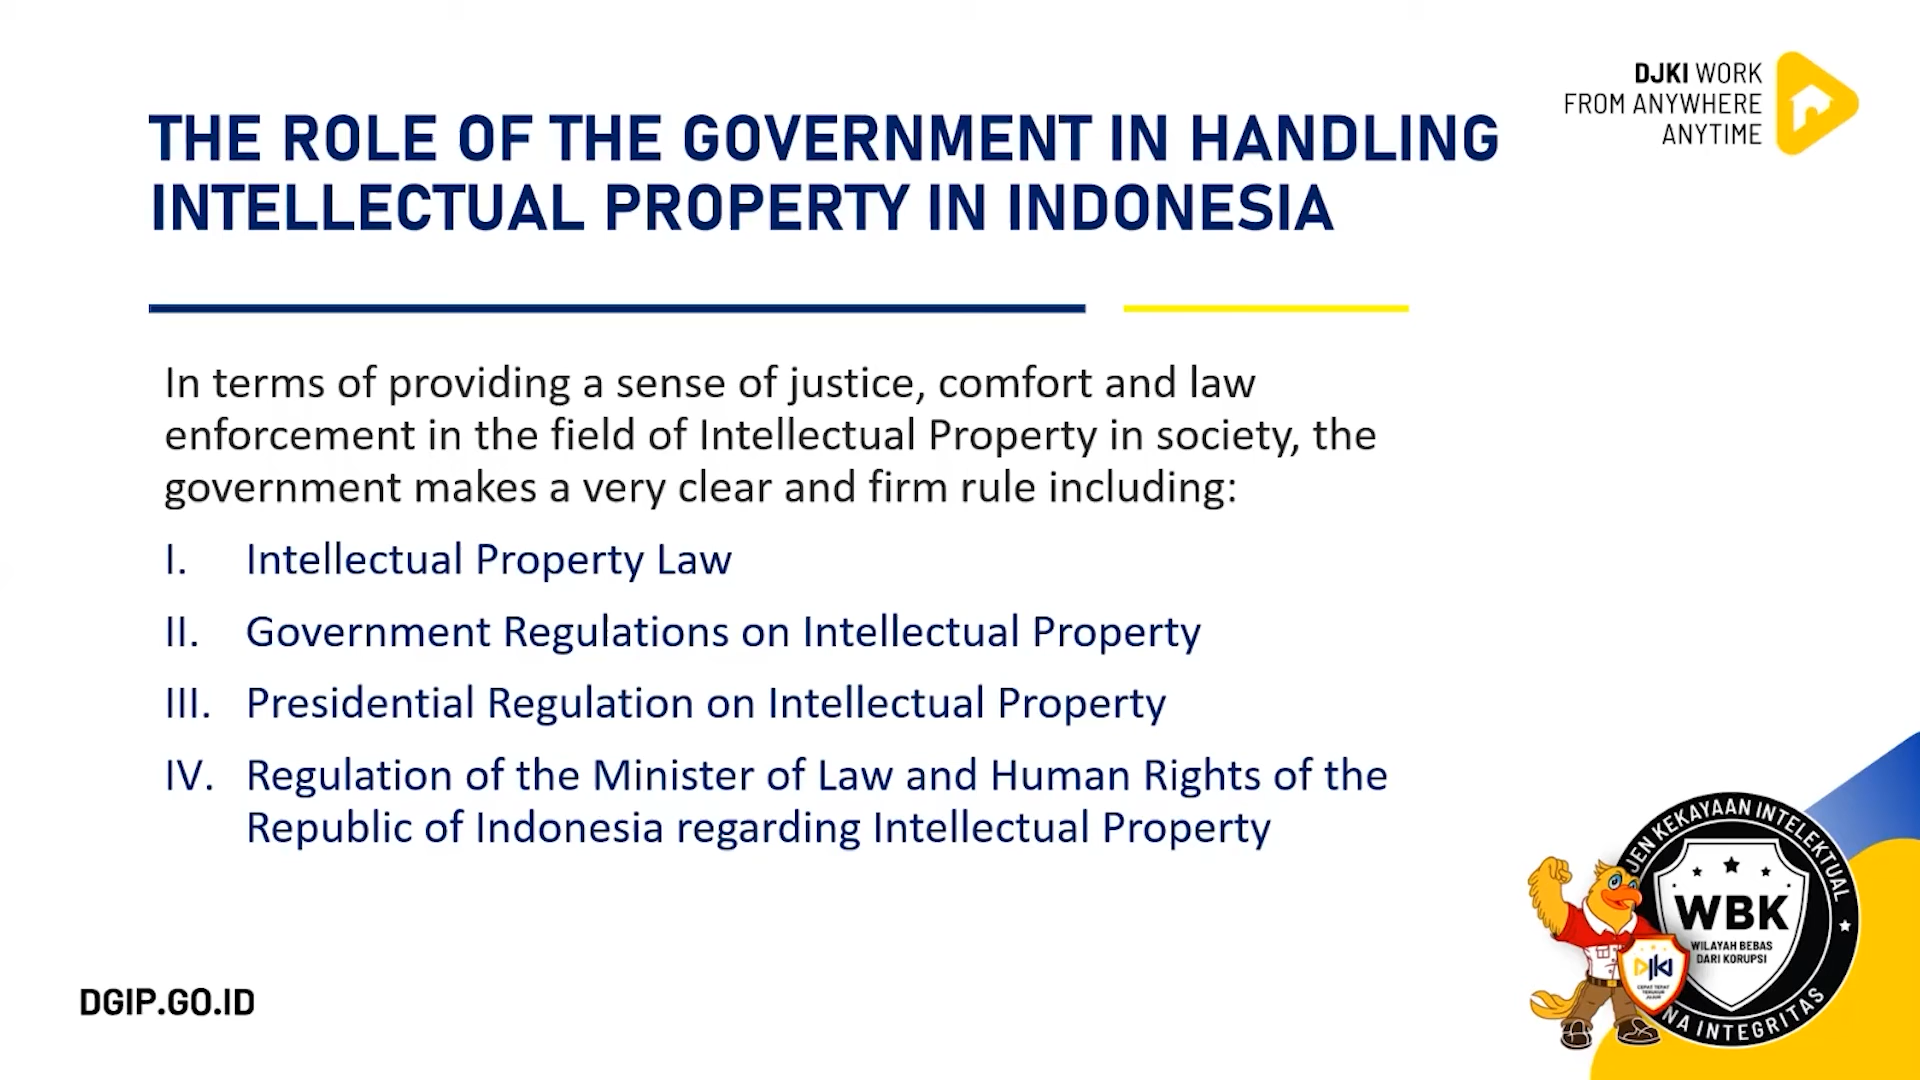 DJKI WORK
FROM ANYWHERE
ANYTIME
THE ROLE OF THE GOVERNMENT IN HANDLING
INTELLECTUAL PROPERTY IN INDONESIA
In terms of providing a sense of justice, comfort and law
enforcement in the field of Intellectual Property in society, the
government makes a very clear and firm rule including:
I. Intellectual Property Law
II. Government Regulations on Intellectual Property
III. Presidential Regulation on Intellectual Property
IV. Regulation of the Minister of Law and Human Rights of the
Republic of Indonesia regarding Intellectual Property
JEN KEKAYAAN INTELEKTUAL
WBK
WILAYAH BEBAS
DARI KORUPSI
NA INTEGRITAS
DJKI
CEPAT TEPAT
TERUKUR
JUJUR
DGIP.GO.ID